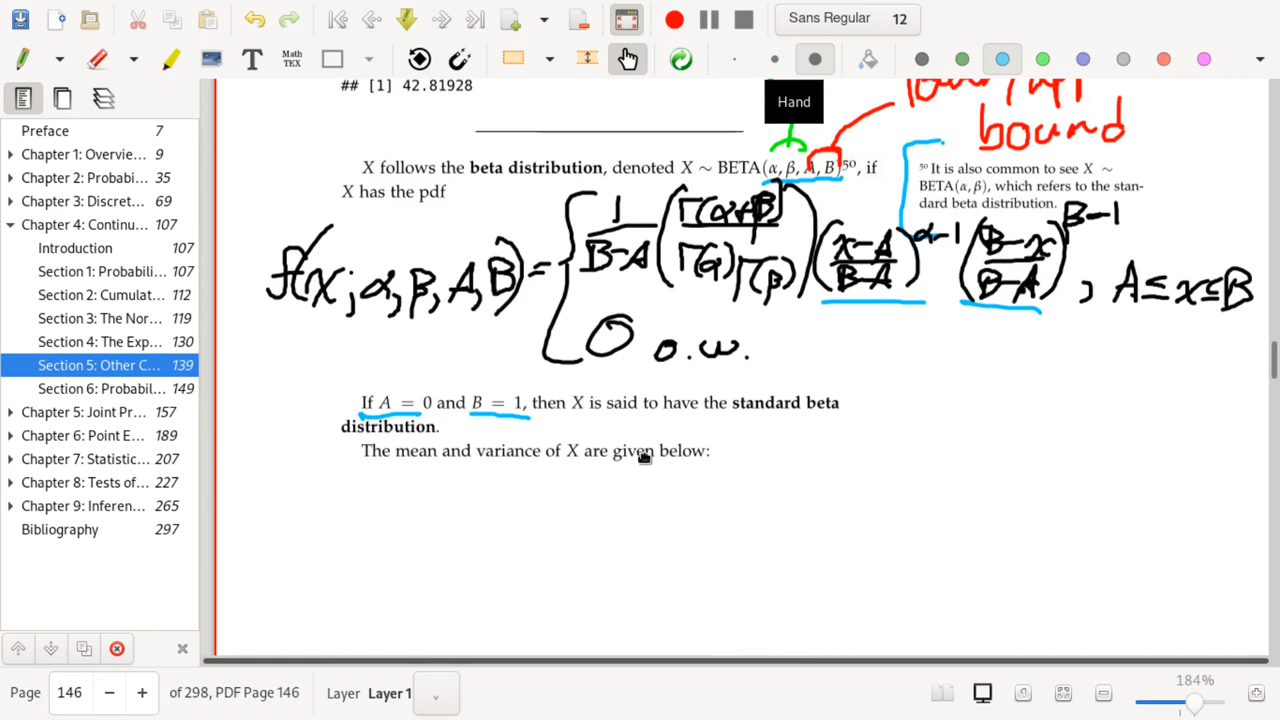 Sans Regular 12
T Math TEX
Preface 7
Chapter 1: Overvie... 9
Chapter 2: Probabi... 35
Chapter 3: Discret... 69
Chapter 4: Continu... 107
Introduction 107
Section 1: Probabili... 107
Section 2: Cumulat... 112
Section 3: The Nor... 119
Section 4: The Exp... 130
Section 5: Other C... 139
Section 6: Probabil... 149
Chapter 5: Joint Pr... 157
Chapter 6: Point E... 189
Chapter 7: Statistic... 207
Chapter 8: Tests of... 227
Chapter 9: Inferen... 265
Bibliography 297
## [1] 42.81928
Hand
bound
X follows the beta distribution, denoted X ∼ BETA(α, β, A, B)⁵⁰, if
X has the pdf
⁵⁰ It is also common to see X ∼
BETA(α, β), which refers to the stan-
dard beta distribution.
f(x; α, β, A, B) = { 1/(B-A) (Γ(α+β)/Γ(α)Γ(β)) ((x-A)/(B-A))^(α-1) ((B-x)/(B-A))^(B-1) , A ≤ x ≤ B
0 o.w.
If A = 0 and B = 1, then X is said to have the standard beta
distribution.
The mean and variance of X are given below:
Page 146 of 298, PDF Page 146 Layer Layer 1 184%